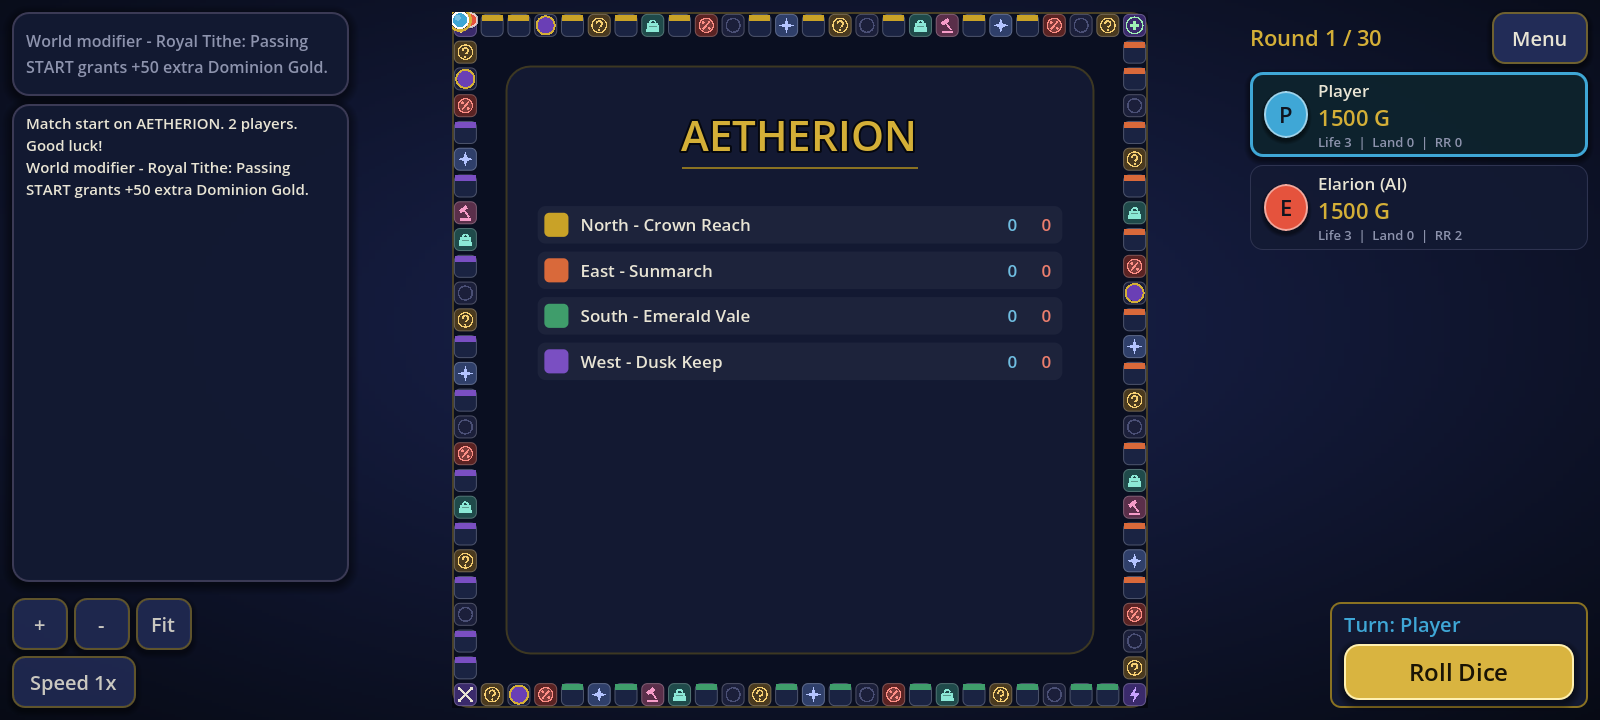 World modifier - Royal Tithe: Passing
START grants +50 extra Dominion Gold.
Match start on AETHERION. 2 players.
Good luck!
World modifier - Royal Tithe: Passing
START grants +50 extra Dominion Gold.
+ - Fit
Speed 1x
AETHERION
North - Crown Reach 0 0
East - Sunmarch 0 0
South - Emerald Vale 0 0
West - Dusk Keep 0 0
Round 1 / 30
Menu
P
Player
1500 G
Life 3 | Land 0 | RR 0
E
Elarion (AI)
1500 G
Life 3 | Land 0 | RR 2
Turn: Player
Roll Dice